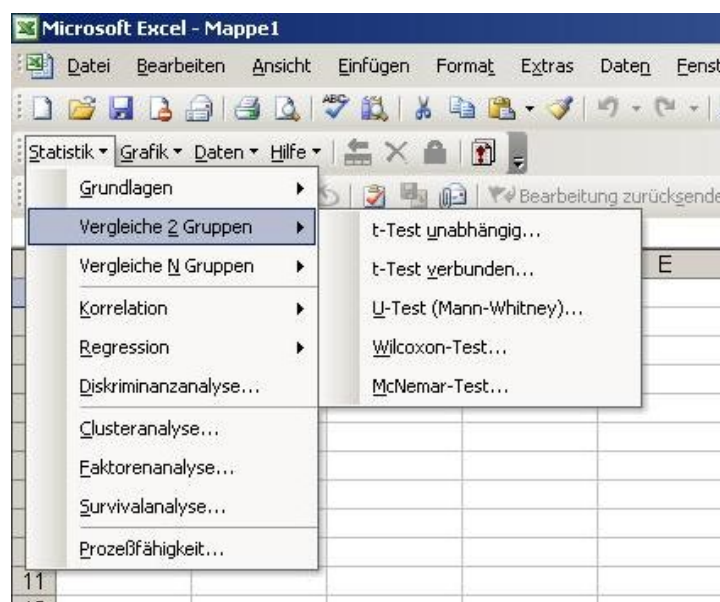 Microsoft Excel - Mappe1
Datei Bearbeiten Ansicht Einfügen Format Extras Daten Fenst
ABC
Statistik Grafik Daten Hilfe
Bearbeitung zurücksende
Grundlagen
Vergleiche 2 Gruppen
Vergleiche N Gruppen
Korrelation
Regression
Diskriminanzanalyse...
Clusteranalyse...
Faktorenanalyse...
Survivalanalyse...
Prozeßfähigkeit...
t-Test unabhängig...
t-Test verbunden...
U-Test (Mann-Whitney)...
Wilcoxon-Test...
McNemar-Test...
E
11